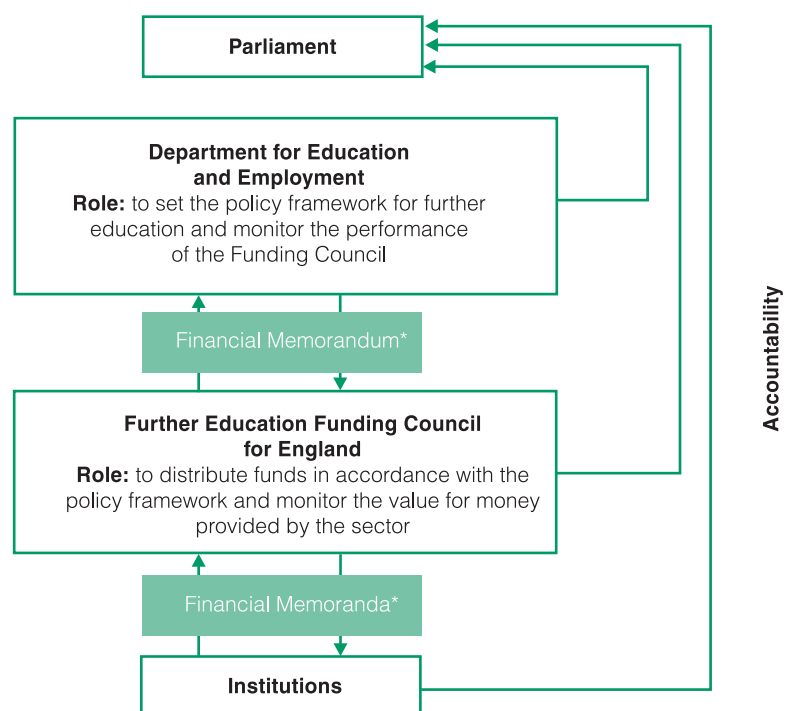 Parliament
Department for Education
and Employment
Role: to set the policy framework for further
education and monitor the performance
of the Funding Council
Financial Memorandum*
Further Education Funding Council
for England
Role: to distribute funds in accordance with the
policy framework and monitor the value for money
provided by the sector
Financial Memoranda*
Institutions
Accountability